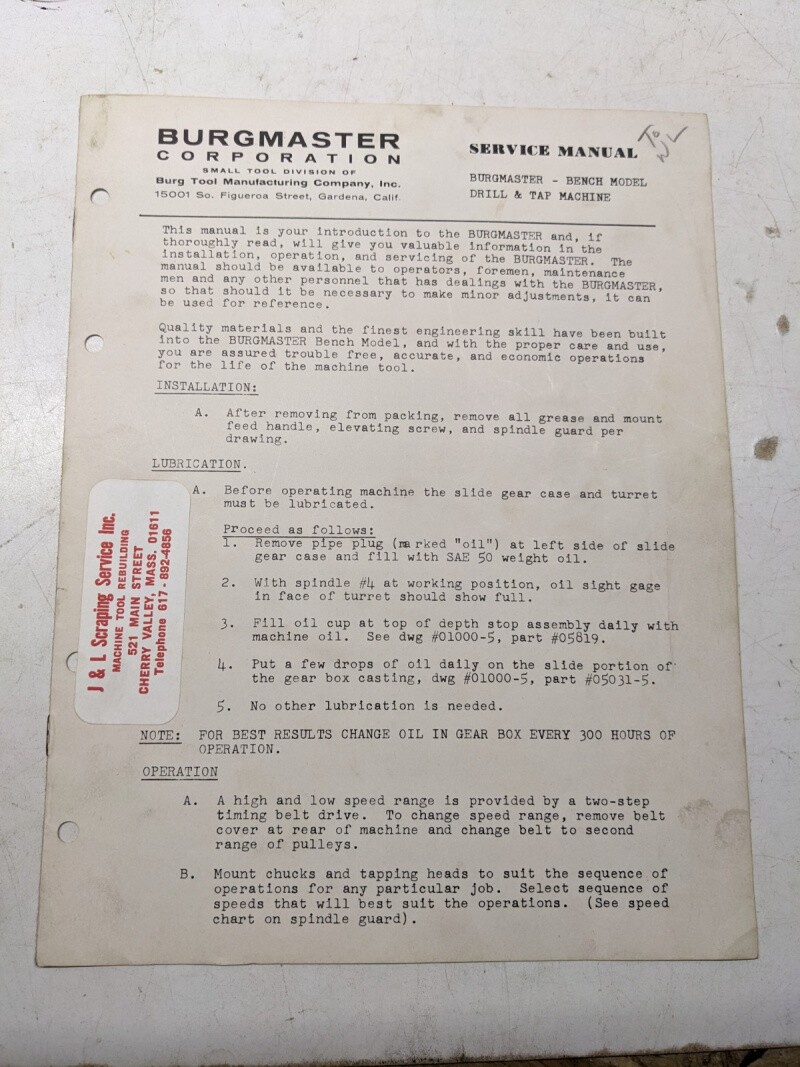 BURGMASTER
CORPORATION
SMALL TOOL DIVISION OF
Burg Tool Manufacturing Company, Inc.
15001 So. Figueroa Street, Gardena, Calif.
SERVICE MANUAL
BURGMASTER - BENCH MODEL
DRILL & TAP MACHINE
This manual is your introduction to the BURGMASTER and, if
thoroughly read, will give you valuable information in the
installation, operation, and servicing of the BURGMASTER. The
manual should be available to operators, foremen, maintenance
men and any other personnel that has dealings with the BURGMASTER,
so that should it be necessary to make minor adjustments, it can
be used for reference.
Quality materials and the finest engineering skill have been built
into the BURGMASTER Bench Model, and with the proper care and use,
you are assured trouble free, accurate, and economic operations
for the life of the machine tool.
INSTALLATION:
A. After removing from packing, remove all grease and mount
feed handle, elevating screw, and spindle guard per
drawing.
LUBRICATION.
A. Before operating machine the slide gear case and turret
must be lubricated.
Proceed as follows:
1. Remove pipe plug (marked "oil") at left side of slide
gear case and fill with SAE 50 weight oil.
2. With spindle #4 at working position, oil sight gage
in face of turret should show full.
3. Fill oil cup at top of depth stop assembly daily with
machine oil. See dwg #01000-5, part #05819.
4. Put a few drops of oil daily on the slide portion of
the gear box casting, dwg #01000-5, part #05031-5.
5. No other lubrication is needed.
NOTE: FOR BEST RESULTS CHANGE OIL IN GEAR BOX EVERY 300 HOURS OF
OPERATION.
OPERATION
A. A high and low speed range is provided by a two-step
timing belt drive. To change speed range, remove belt
cover at rear of machine and change belt to second
range of pulleys.
B. Mount chucks and tapping heads to suit the sequence of
operations for any particular job. Select sequence of
speeds that will best suit the operations. (See speed
chart on spindle guard).
J & L Scraping Service Inc.
MACHINE TOOL REBUILDING
521 MAIN STREET
CHERRY VALLEY, MASS. 01611
Telephone 617 - 892-4856